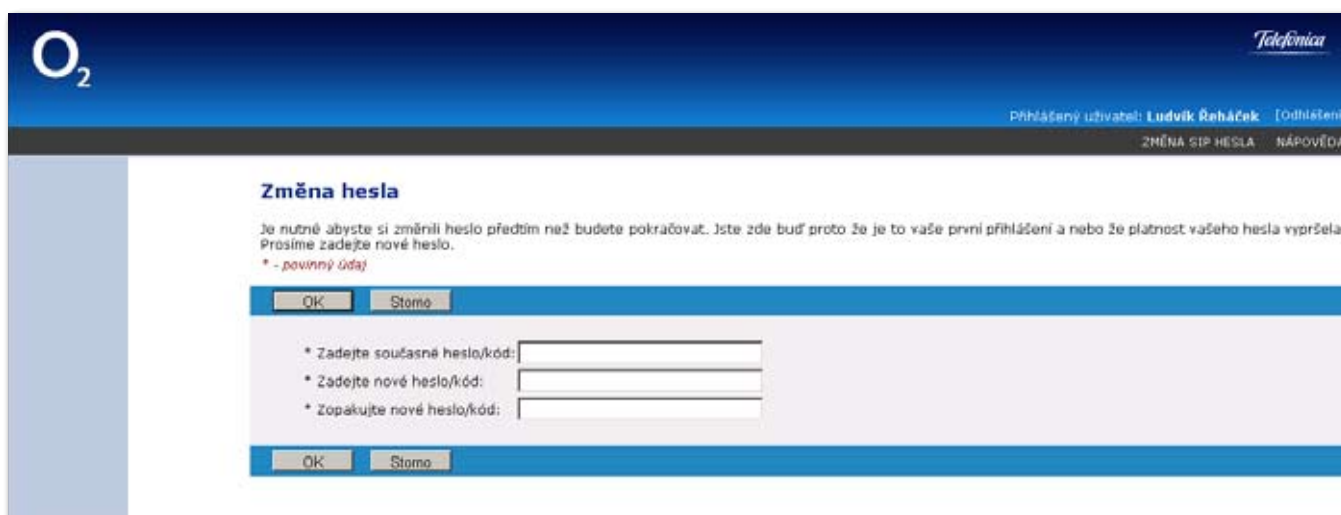 O2
Telefónica
Přihlášený uživatel: Ludvík Řeháček [Odhlášení
ZMĚNA SIP HESLA NÁPOVĚDA
Změna hesla
Je nutné abyste si změnili heslo předtím než budete pokračovat. Jste zde buď proto že je to vaše první přihlášení a nebo že platnost vašeho hesla vypršela
Prosíme zadejte nové heslo.
* - povinný údaj
OK Storno
* Zadejte současné heslo/kód:
* Zadejte nové heslo/kód:
* Zopakujte nové heslo/kód:
OK Storno